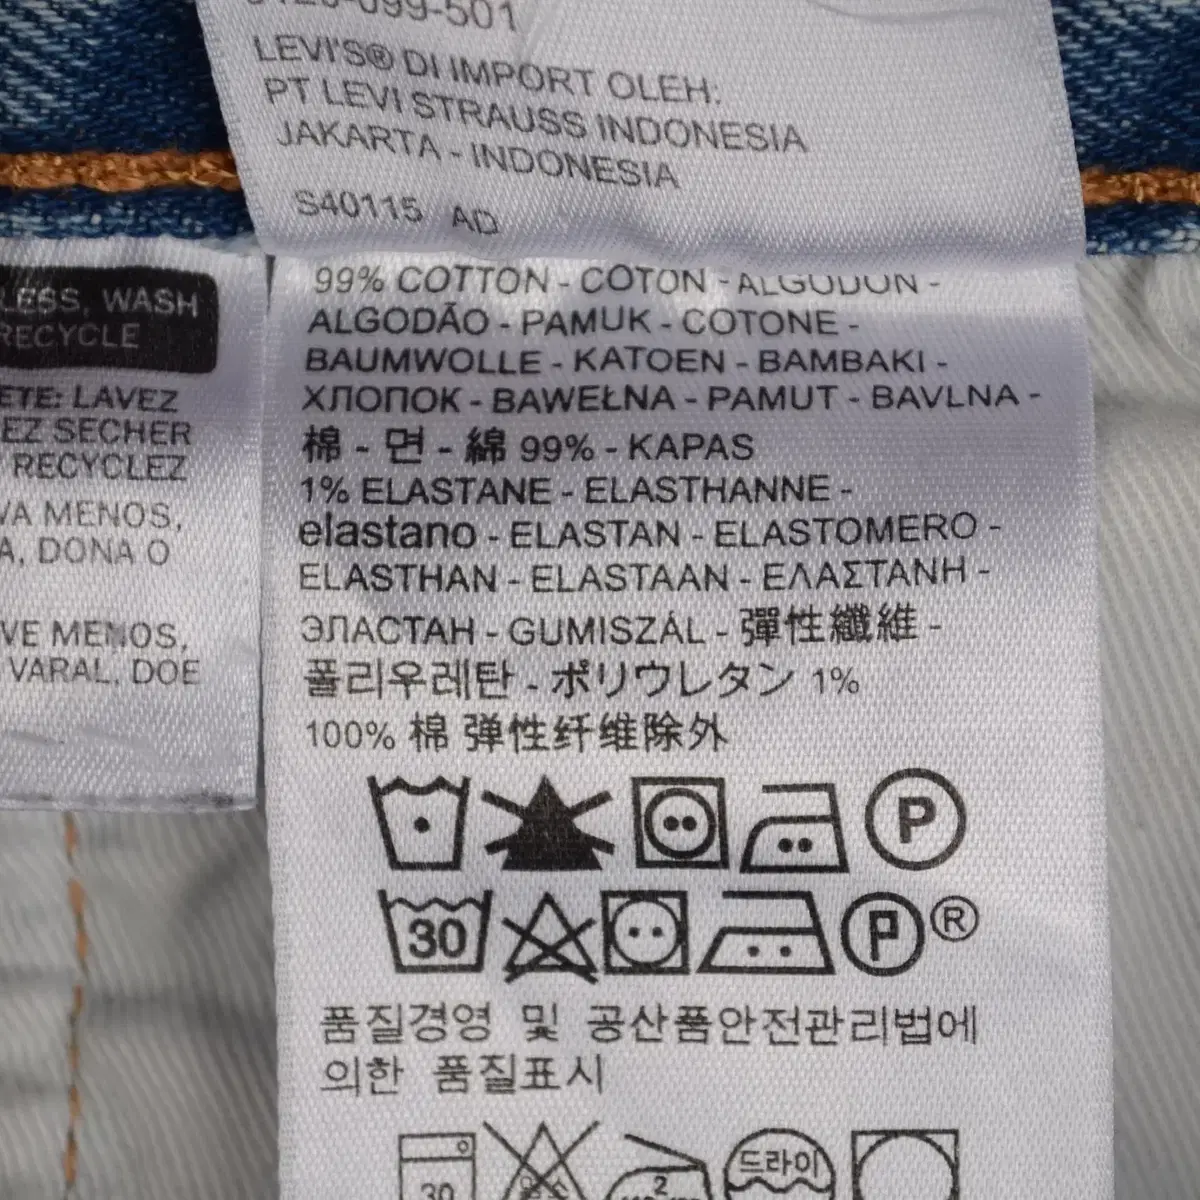 LEVI'S® DI IMPORT OLEH:
PT LEVI STRAUSS INDONESIA
JAKARTA - INDONESIA
S40115 AD
LESS, WASH
RECYCLE
LAVEZ
SECHER
RECYCLEZ
MENOS,
DONA O
MENOS,
VARAL, DOE
99% COTTON - COTON - ALGODON -
ALGODÃO - PAMUK - COTONE -
BAUMWOLLE - KATOEN - BAMBAKI -
ХЛОПОК - BAWEŁNA - PAMUT - BAVLNA -
棉 - 면 - 綿 99% - KAPAS
1% ELASTANE - ELASTHANNE -
elastano - ELASTAN - ELASTOMERO -
ELASTHAN - ELASTAAN - ΕΛΑΣΤΑΝΗ -
ЭЛАСТАН - GUMISZÁL - 彈性纖維 -
폴리우레탄 - ポリウレタン 1%
100% 棉 弹性纤维除外
P
30 P ®
품질경영 및 공산품안전관리법에
의한 품질표시
30 드라이